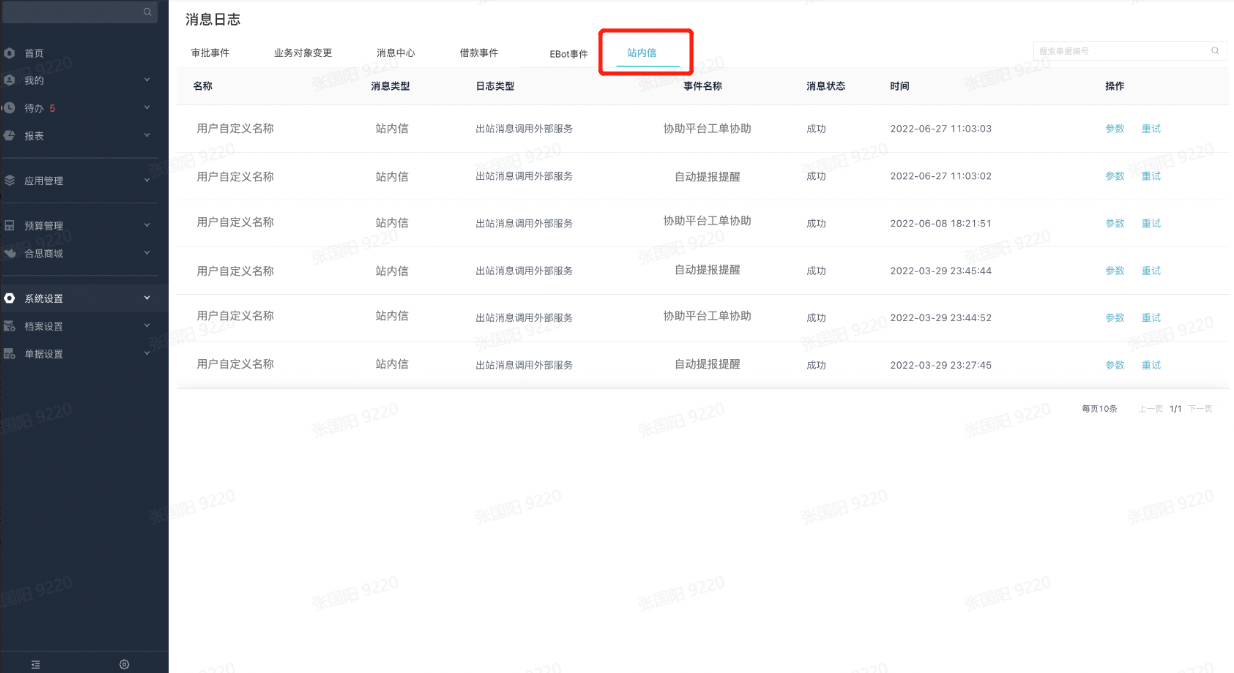 消息日志
首页
我的
待办 5
报表
应用管理
预算管理
合思商城
系统设置
档案设置
单据设置
审批事件 业务对象变更 消息中心 借款事件 EBot事件 站内信 搜索单据编号
名称 消息类型 日志类型 事件名称 消息状态 时间 操作
用户自定义名称 站内信 出站消息调用外部服务 协助平台工单协助 成功 2022-06-27 11:03:03 参数 重试
用户自定义名称 站内信 出站消息调用外部服务 自动提报提醒 成功 2022-06-27 11:03:02 参数 重试
用户自定义名称 站内信 出站消息调用外部服务 协助平台工单协助 成功 2022-06-08 18:21:51 参数 重试
用户自定义名称 站内信 出站消息调用外部服务 自动提报提醒 成功 2022-03-29 23:45:44 参数 重试
用户自定义名称 站内信 出站消息调用外部服务 协助平台工单协助 成功 2022-03-29 23:44:52 参数 重试
用户自定义名称 站内信 出站消息调用外部服务 自动提报提醒 成功 2022-03-29 23:27:45 参数 重试
每页10条 上一页 1/1 下一页
张国阳 9220